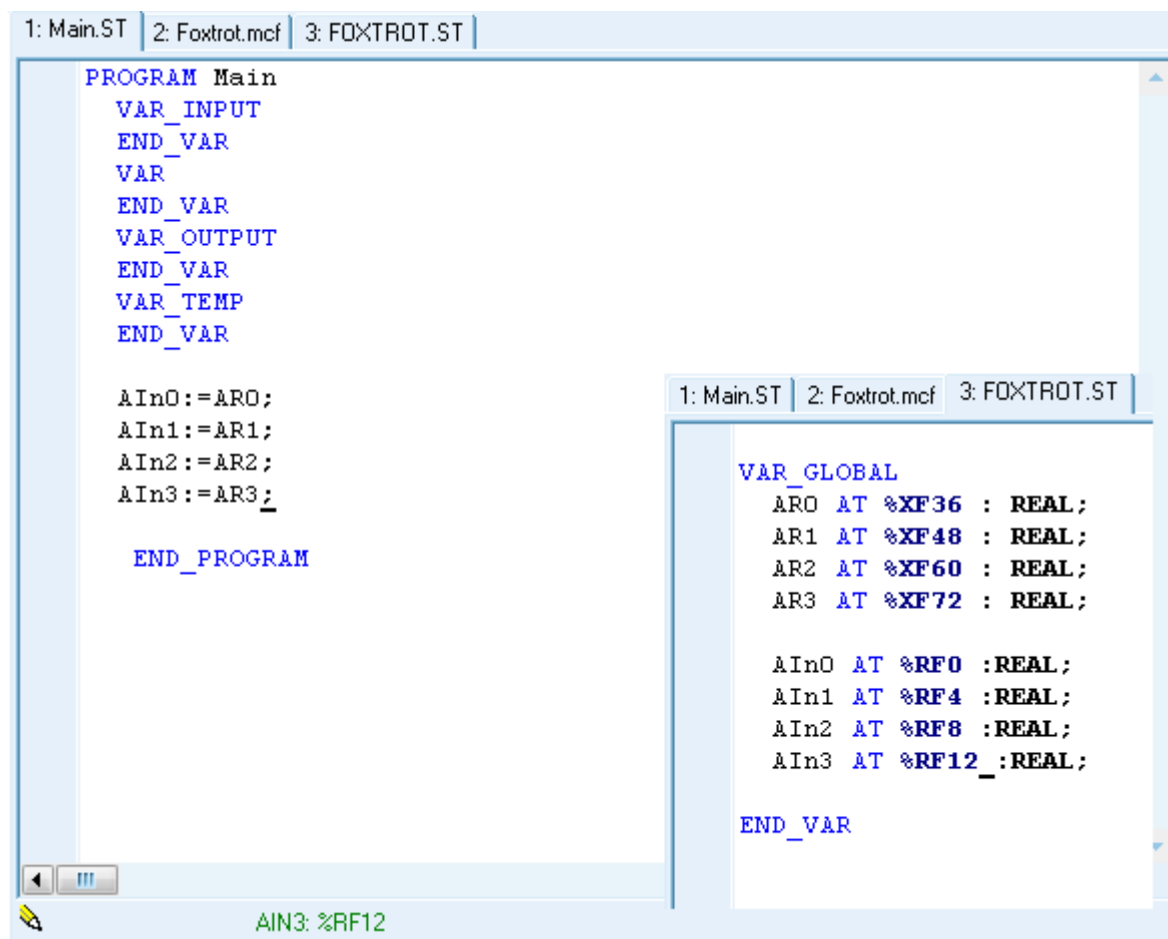 1: Main.ST 2: Foxtrot.mcf 3: FOXTROT.ST
PROGRAM Main
VAR_INPUT
END_VAR
VAR
END_VAR
VAR_OUTPUT
END_VAR
VAR_TEMP
END_VAR
AIn0:=AR0;
AIn1:=AR1;
AIn2:=AR2;
AIn3:=AR3;
END_PROGRAM
1: Main.ST 2: Foxtrot.mcf 3: FOXTROT.ST
VAR_GLOBAL
AR0 AT %XF36 : REAL;
AR1 AT %XF48 : REAL;
AR2 AT %XF60 : REAL;
AR3 AT %XF72 : REAL;
AIn0 AT %RF0 :REAL;
AIn1 AT %RF4 :REAL;
AIn2 AT %RF8 :REAL;
AIn3 AT %RF12 :REAL;
END_VAR
AIN3: %RF12